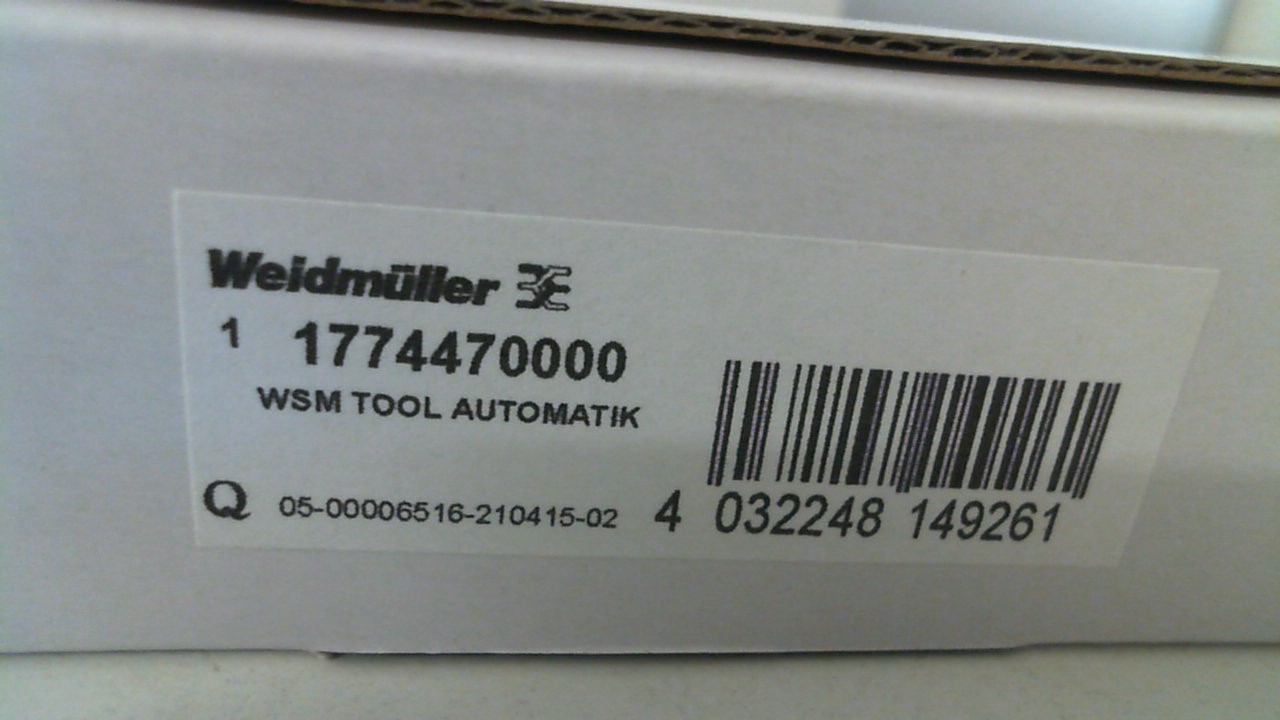 Weidmüller
1 1774470000
WSM TOOL AUTOMATIK
Q 05-00006516-210415-02
4 032248 149261